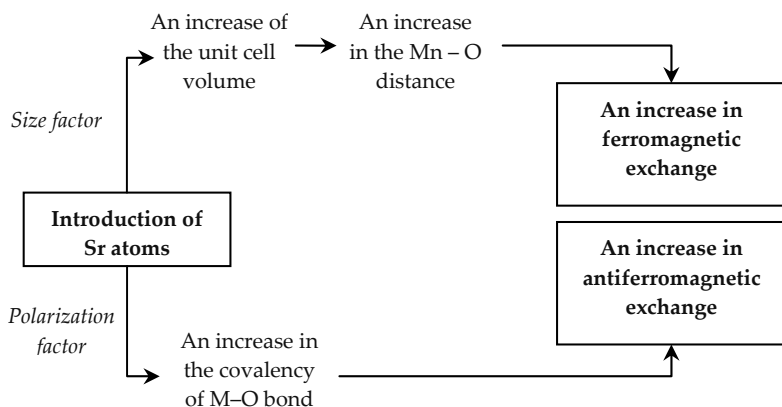 An increase of
the unit cell
volume
An increase
in the Mn – O
distance
Size factor
An increase in
ferromagnetic
exchange
Introduction of
Sr atoms
An increase in
antiferromagnetic
exchange
Polarization
factor
An increase in
the covalency
of M–O bond